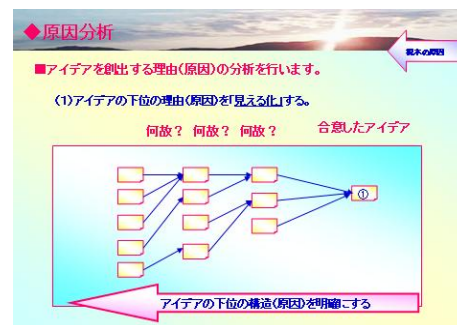 ◆原因分析
根本の原因
■アイデアを創出する理由(原因)の分析を行います。
(1)アイデアの下位の理由(原因)を「見える化」する。
何故? 何故? 何故? 合意したアイデア
①
アイデアの下位の構造(原因)を明確にする